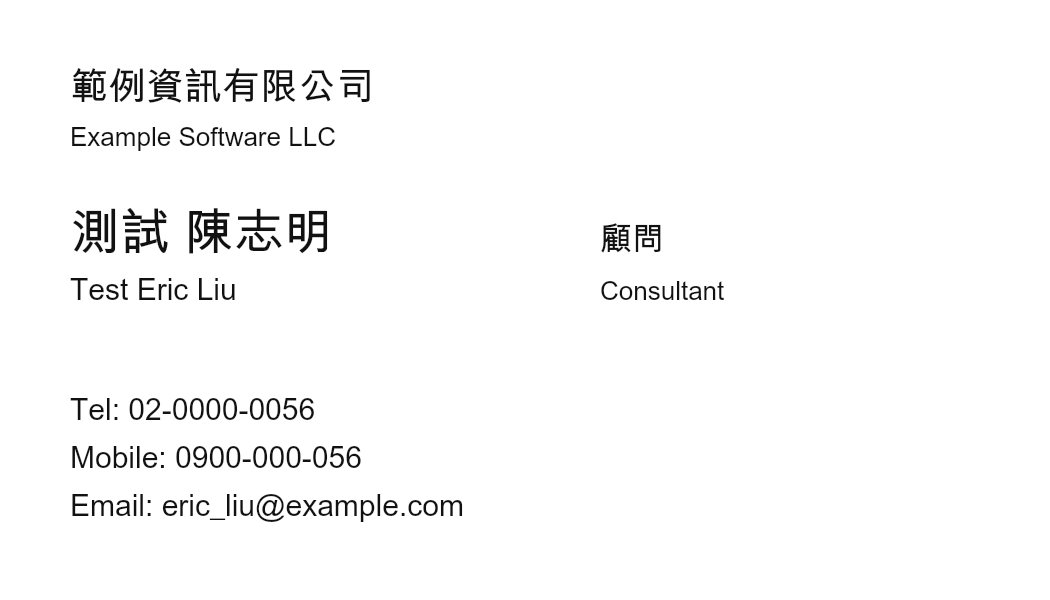 範例資訊有限公司
Example Software LLC
測試 陳志明
顧問
Test Eric Liu
Consultant
Tel: 02-0000-0056
Mobile: 0900-000-056
Email: eric_liu@example.com